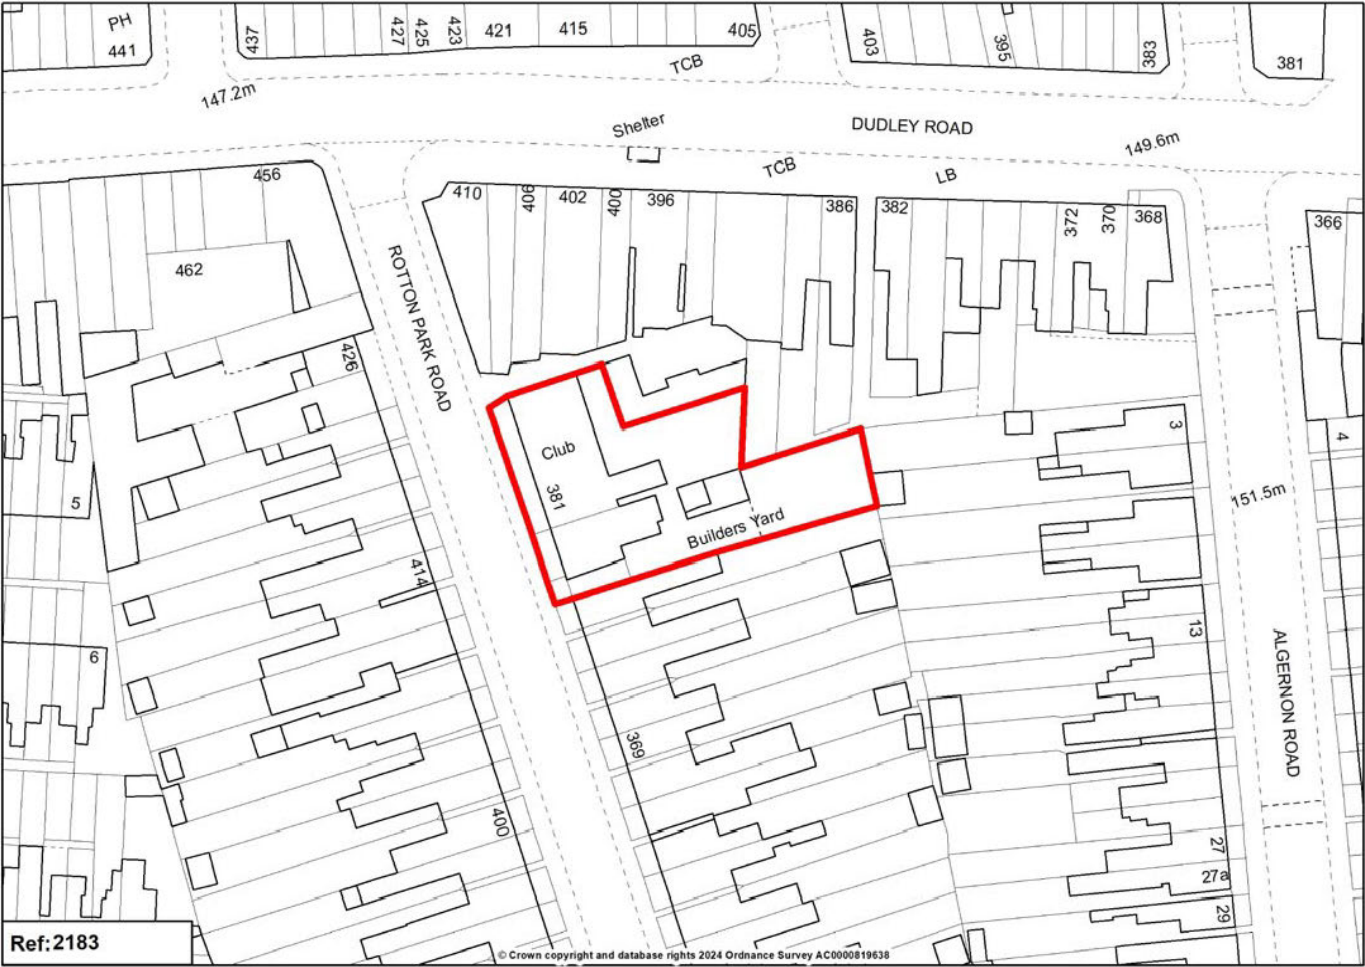 PH
441
437
427
425
423
421
415
405
403
395
383
381
TCB
147.2m
DUDLEY ROAD
Shelter
149.6m
TCB
LB
456
410
406
402
400
396
386
382
372
370
368
366
462
ROTTON PARK ROAD
426
Club
381
Builders Yard
3
4
151.5m
5
414
6
13
ALGERNON ROAD
369
400
27
27a
29
Ref:2183
© Crown copyright and database rights 2024 Ordnance Survey AC0000819638